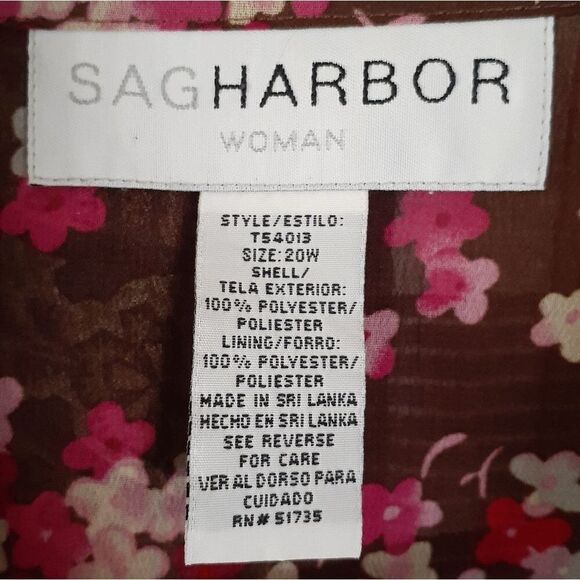 SAGHARBOR
WOMAN
STYLE/ESTILO:
TS4013
SIZE: 20W
SHELL/
TELA EXTERIOR:
100% POLYESTER/
POLIESTER
LINING/FORRO:
100% POLYESTER/
POLIESTER
MADE IN SRI LANKA
HECHO EN SRI LANKA
SEE REVERSE
FOR CARE
VER AL DORSO PARA
CUIDADO
RN# 51735